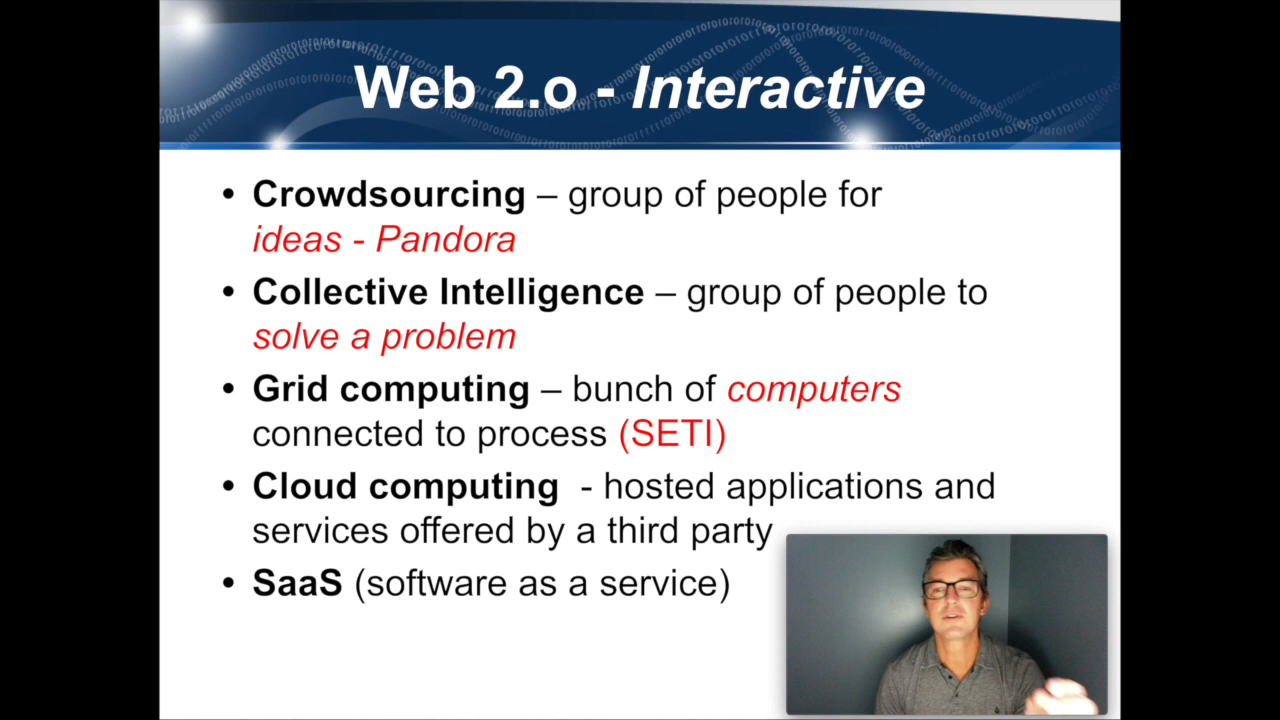 Web 2.o - Interactive
• Crowdsourcing – group of people for
ideas - Pandora
• Collective Intelligence – group of people to
solve a problem
• Grid computing – bunch of computers
connected to process (SETI)
• Cloud computing - hosted applications and
services offered by a third party
• SaaS (software as a service)